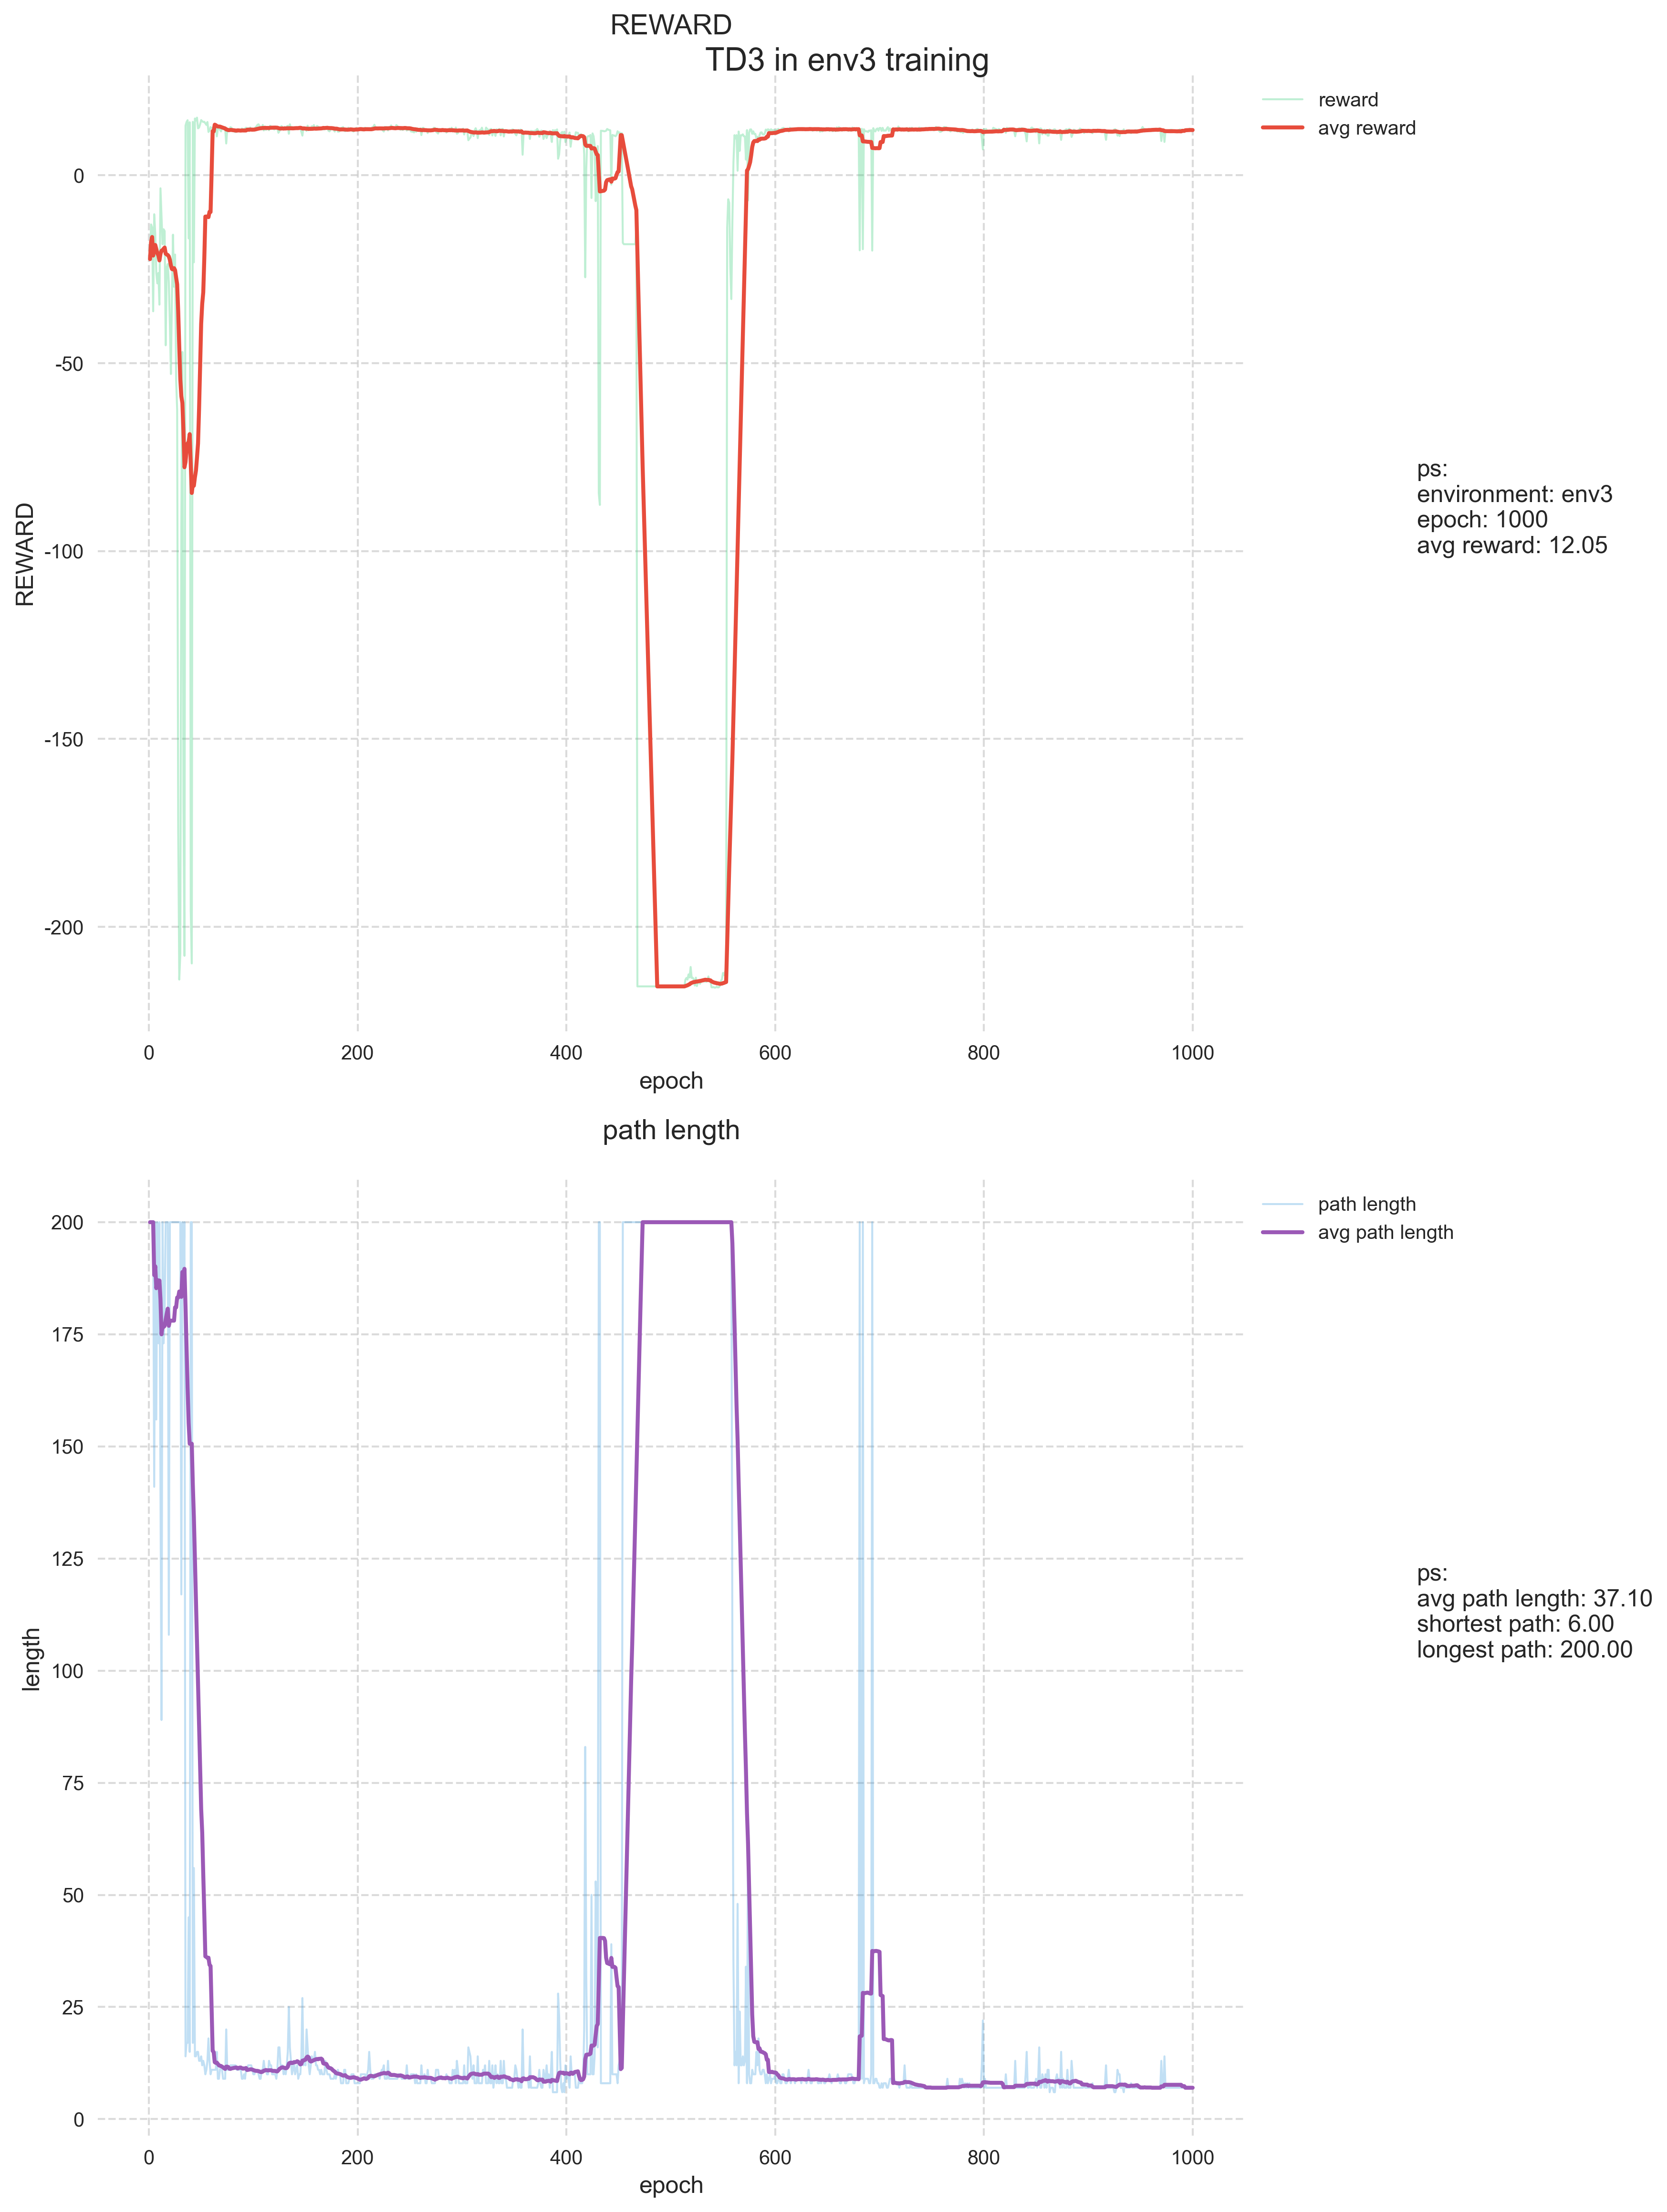 REWARD
TD3 in env3 training
reward
avg reward
0
-50
-100
-150
-200
REWARD
0
200
400
600
800
1000
epoch
ps:
environment: env3
epoch: 1000
avg reward: 12.05
path length
path length
avg path length
200
175
150
125
100
75
50
25
0
length
0
200
400
600
800
1000
epoch
ps:
avg path length: 37.10
shortest path: 6.00
longest path: 200.00